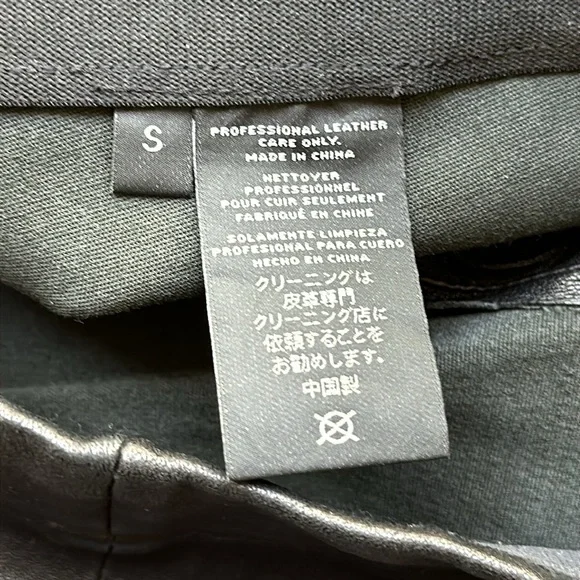 S
PROFESSIONAL LEATHER
CARE ONLY.
MADE IN CHINA
NETTOYER
PROFESSIONNEL
POUR CUIR SEULEMENT
FABRIQUÉ EN CHINE
SOLAMENTE LIMPIEZA
PROFESIONAL PARA CUERO
HECHO EN CHINA
クリーニングは
皮革専門
クリーニング店に
依頼することを
お勧めします。
中国製